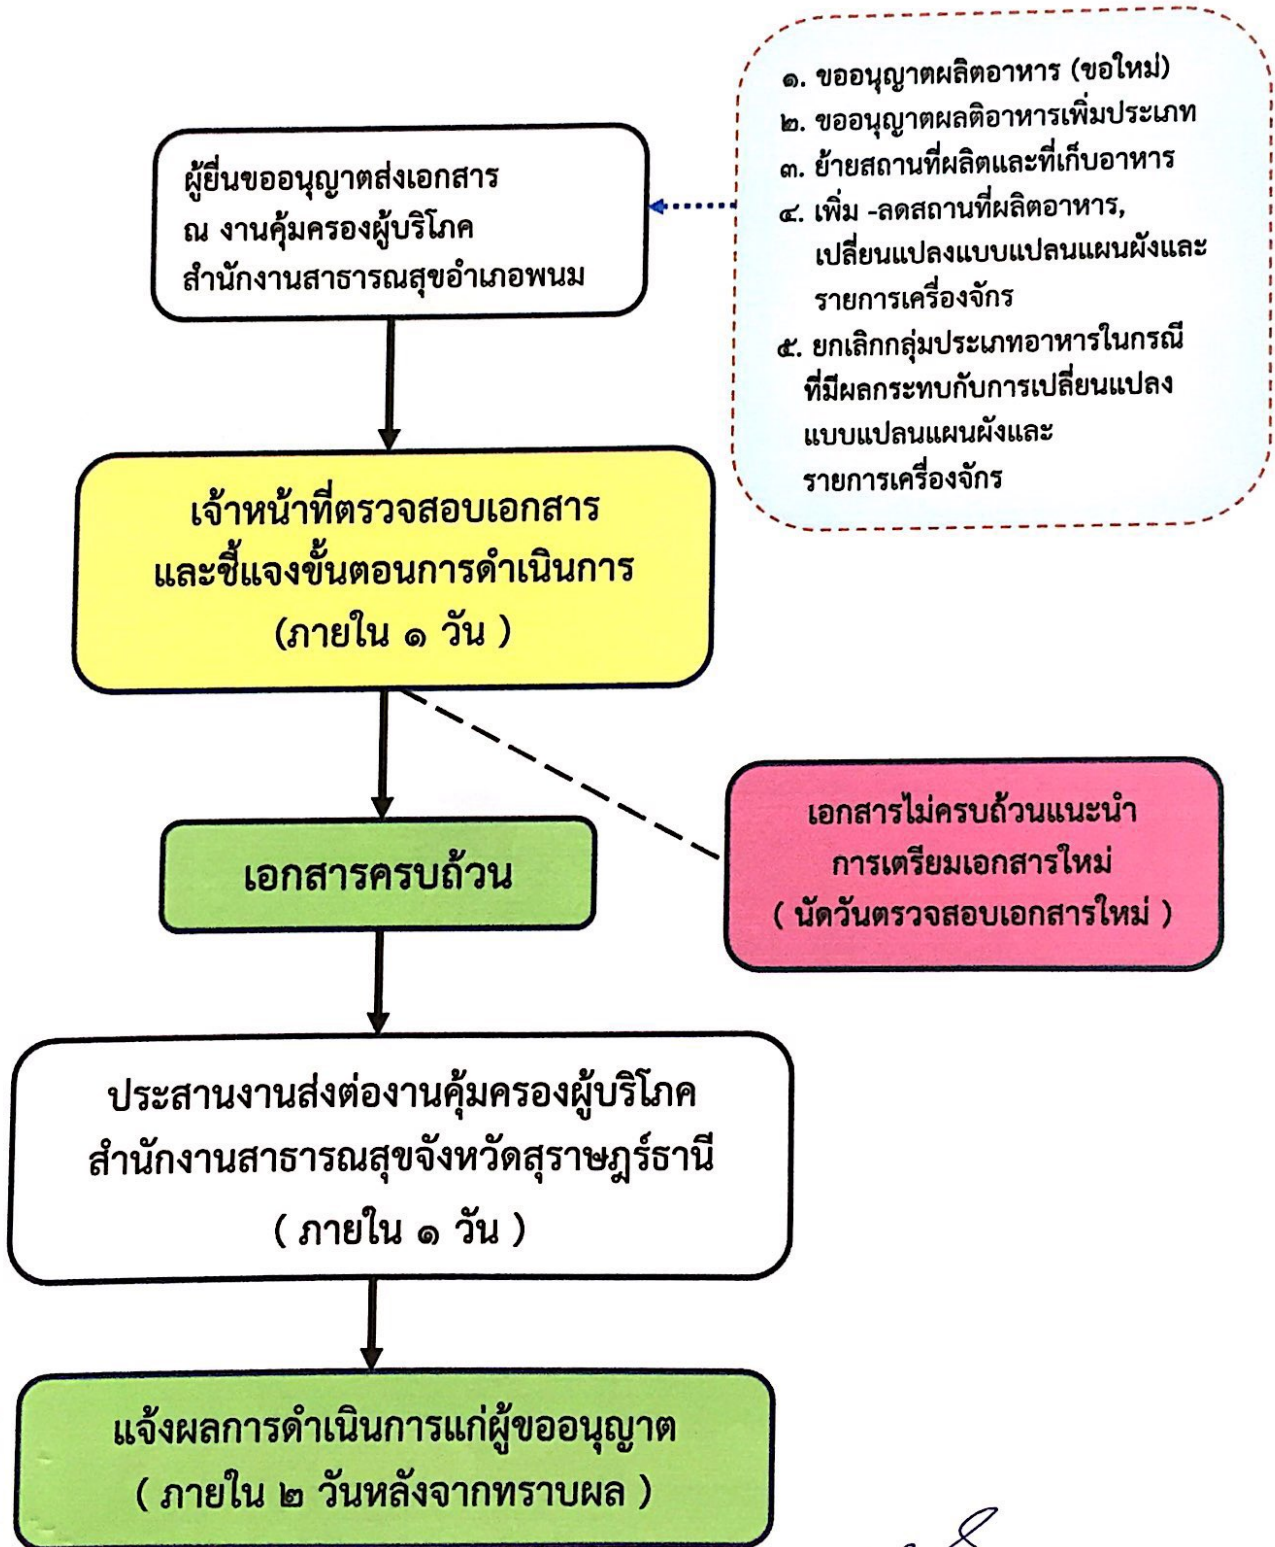 ผู้ยื่นขออนุญาตส่งเอกสาร
ณ งานคุ้มครองผู้บริโภค
สำนักงานสาธารณสุขอำเภอพนม
๑. ขออนุญาตผลิตอาหาร (ขอใหม่)
๒. ขออนุญาตผลติอาหารเพิ่มประเภท
๓. ย้ายสถานที่ผลิตและที่เก็บอาหาร
๔. เพิ่ม -ลดสถานที่ผลิตอาหาร,
เปลี่ยนแปลงแบบแปลนแผนผังและ
รายการเครื่องจักร
๕. ยกเลิกกลุ่มประเภทอาหารในกรณี
ที่มีผลกระทบกับการเปลี่ยนแปลง
แบบแปลนแผนผังและ
รายการเครื่องจักร
เจ้าหน้าที่ตรวจสอบเอกสาร
และชี้แจงขั้นตอนการดำเนินการ
(ภายใน ๑ วัน )
เอกสารครบถ้วน
เอกสารไม่ครบถ้วนแนะนำ
การเตรียมเอกสารใหม่
( นัดวันตรวจสอบเอกสารใหม่ )
ประสานงานส่งต่องานคุ้มครองผู้บริโภค
สำนักงานสาธารณสุขจังหวัดสุราษฎร์ธานี
( ภายใน ๑ วัน )
แจ้งผลการดำเนินการแก่ผู้ขออนุญาต
( ภายใน ๒ วันหลังจากทราบผล )